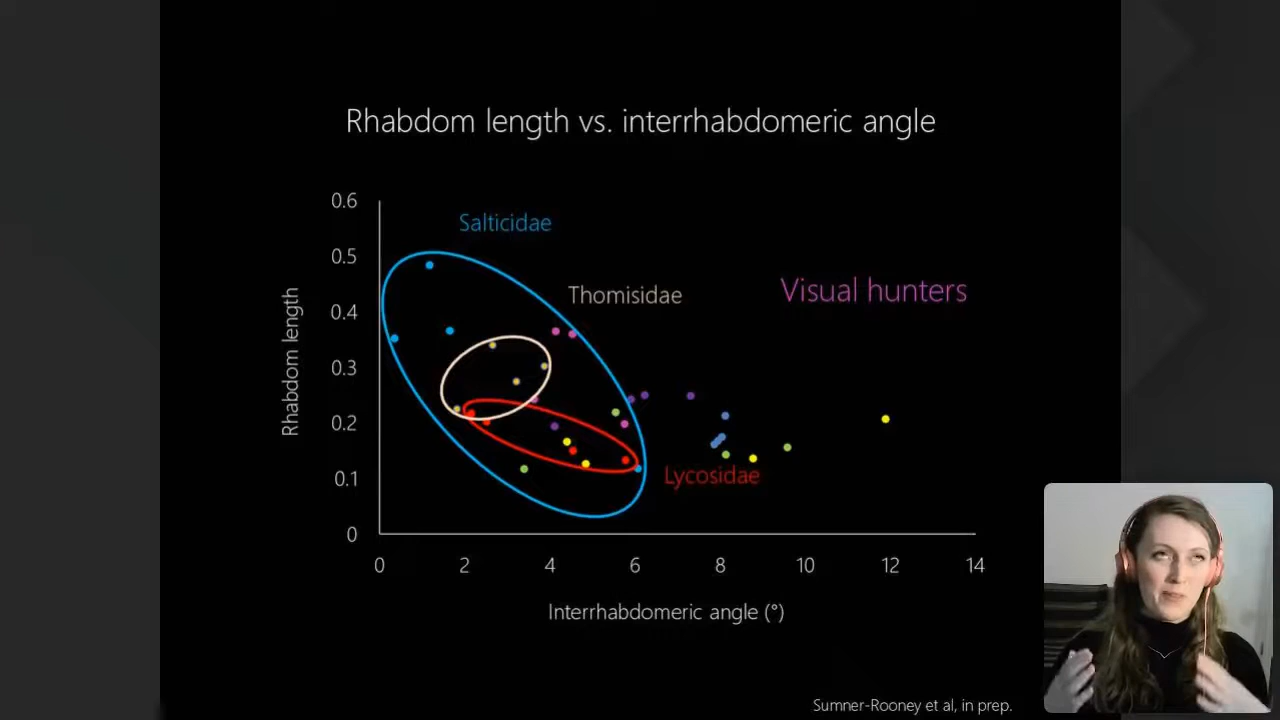 Rhabdom length vs. interrhabdomeric angle
0.6
Salticidae
0.5
Thomisidae
Visual hunters
0.4
Rhabdom length
0.3
0.2
Lycosidae
0.1
0
0 2 4 6 8 10 12 14
Interrhabdomeric angle (°)
Sumner-Rooney et al, in prep.